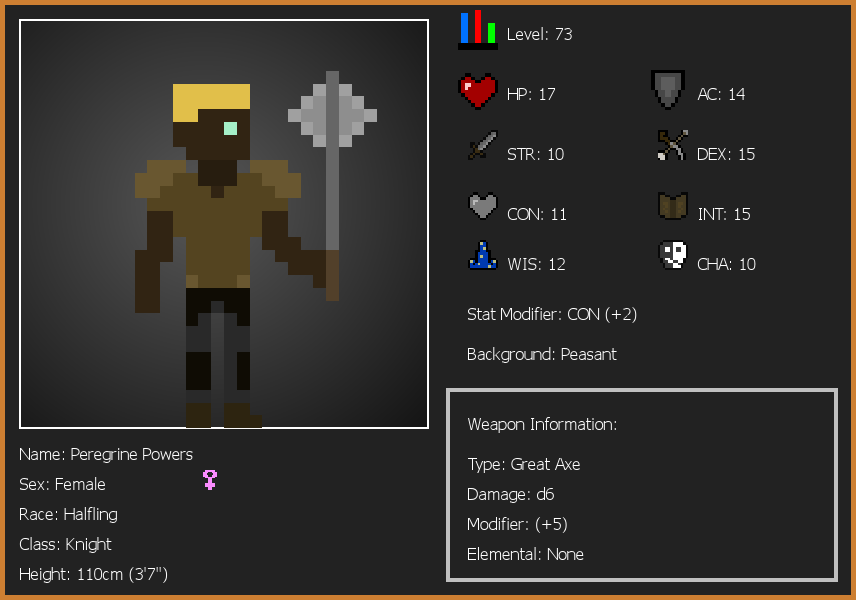 Level: 73
HP: 17
AC: 14
STR: 10
DEX: 15
CON: 11
INT: 15
WIS: 12
CHA: 10
Stat Modifier: CON (+2)
Background: Peasant
Weapon Information:
Type: Great Axe
Damage: d6
Modifier: (+5)
Elemental: None
Name: Peregrine Powers
Sex: Female
Race: Halfling
Class: Knight
Height: 110cm (3'7")